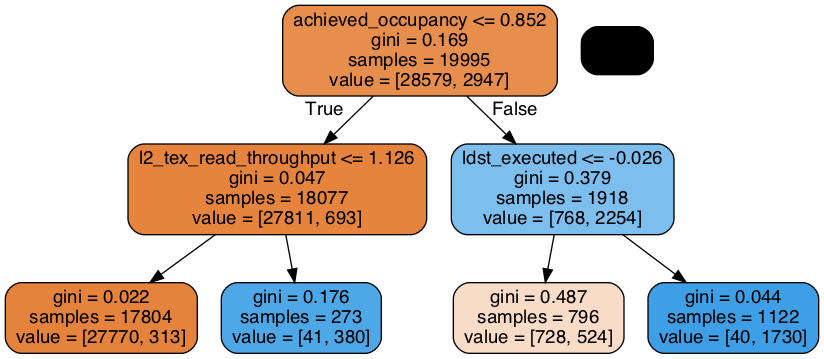 achieved_occupancy <= 0.852
gini = 0.169
samples = 19995
value = [28579, 2947]
True
False
l2_tex_read_throughput <= 1.126
gini = 0.047
samples = 18077
value = [27811, 693]
ldst_executed <= -0.026
gini = 0.379
samples = 1918
value = [768, 2254]
gini = 0.022
samples = 17804
value = [27770, 313]
gini = 0.176
samples = 273
value = [41, 380]
gini = 0.487
samples = 796
value = [728, 524]
gini = 0.044
samples = 1122
value = [40, 1730]